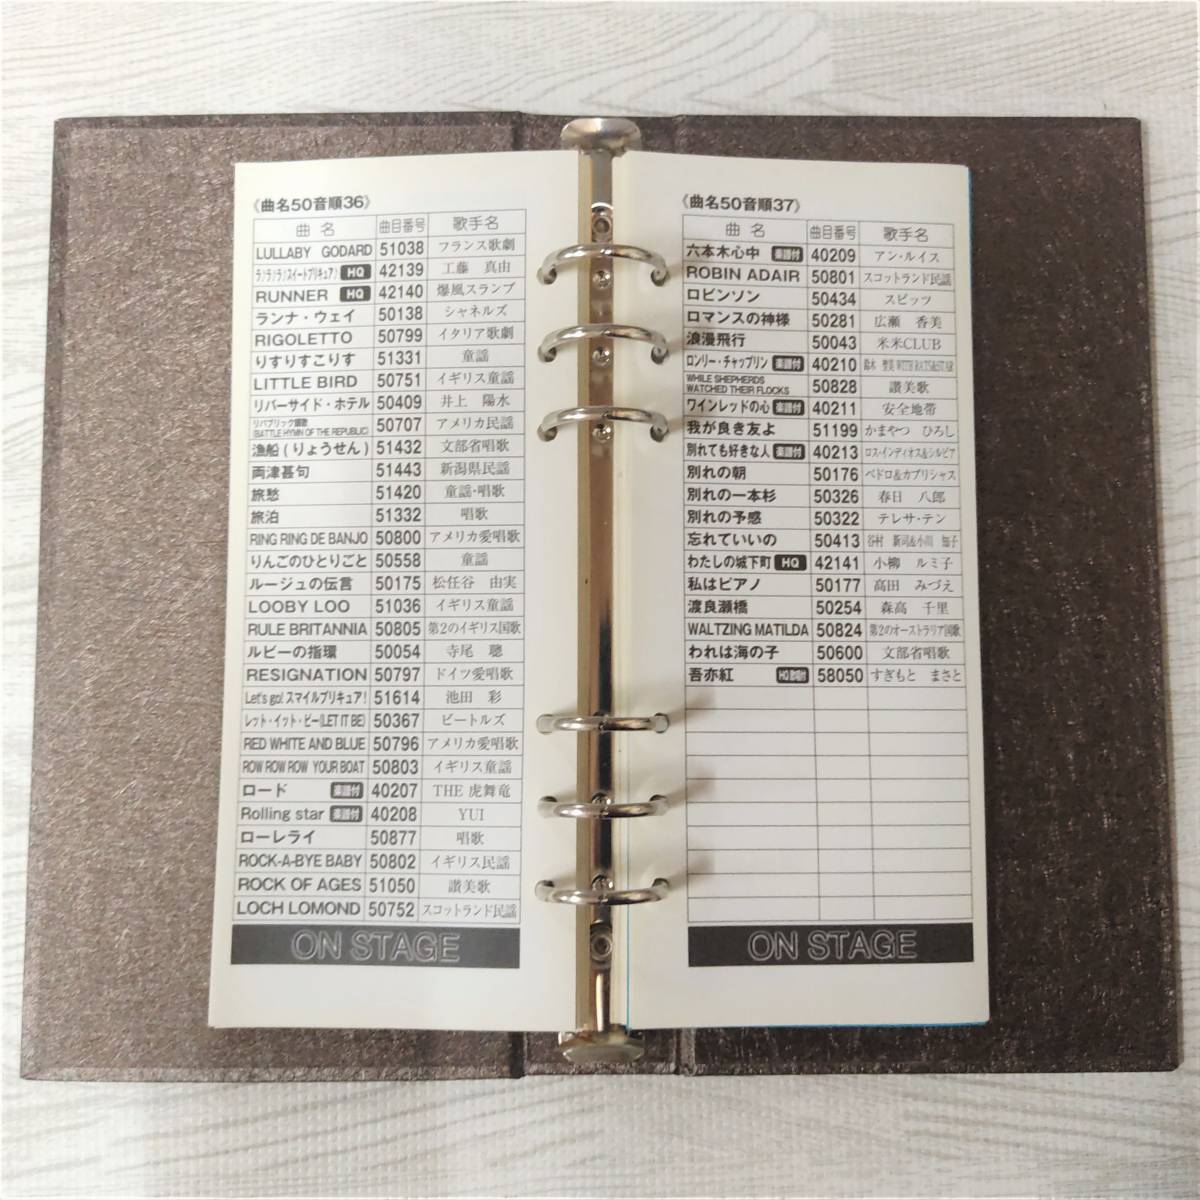 《曲名50音順36》
曲名 曲目番号 歌手名
LULLABY GODARD 51038 フランス歌劇
ラ♪ラ♪ラ♪スイートプリキュア♪ HQ 42139 工藤 真由
RUNNER HQ 42140 爆風スランプ
ランナ・ウェイ 50138 シャネルズ
RIGOLETTO 50799 イタリア歌劇
りすりすこりす 51331 童謡
LITTLE BIRD 50751 イギリス童謡
リバーサイド・ホテル 50409 井上 陽水
リパブリック讃歌 (BATTLE HYMN OF THE REPUBLIC) 50707 アメリカ民謡
漁船(りょうせん) 51432 文部省唱歌
両津甚句 51443 新潟県民謡
旅愁 51420 童謡・唱歌
旅泊 51332 唱歌
RING RING DE BANJO 50800 アメリカ愛唱歌
りんごのひとりごと 50558 童謡
ルージュの伝言 50175 松任谷 由実
LOOBY LOO 51036 イギリス童謡
RULE BRITANNIA 50805 第2のイギリス国歌
ルビーの指環 50054 寺尾 聰
RESIGNATION 50797 ドイツ愛唱歌
Let's go!スマイルプリキュア! 51614 池田 彩
レット・イット・ビー(LET IT BE) 50367 ビートルズ
RED WHITE AND BLUE 50796 アメリカ愛唱歌
ROW ROW ROW YOUR BOAT 50803 イギリス童謡
ロード 楽譜付 40207 THE 虎舞竜
Rolling star 楽譜付 40208 YUI
ローレライ 50877 唱歌
ROCK-A-BYE BABY 50802 イギリス民謡
ROCK OF AGES 51050 讃美歌
LOCH LOMOND 50752 スコットランド民謡
ON STAGE
《曲名50音順37》
曲名 曲目番号 歌手名
六本木心中 楽譜付 40209 アン・ルイス
ROBIN ADAIR 50801 スコットランド民謡
ロビンソン 50434 スピッツ
ロマンスの神様 50281 広瀬 香美
浪漫飛行 50043 米米CLUB
ロンリー・チャップリン 楽譜付 40210 鈴木 聖美 WITH RATS&STAR
WHILE SHEPHERDS WATCHED THEIR FLOCKS 50828 讃美歌
ワインレッドの心 楽譜付 40211 安全地帯
我が良き友よ 51199 かまやつ ひろし
別れても好きな人 楽譜付 40213 ロス・インディオス&シルビア
別れの朝 50176 ペドロ&カプリシャス
別れの一本杉 50326 春日 八郎
別れの予感 50322 テレサ・テン
忘れていいの 50413 谷村 新司&小川 知子
わたしの城下町 HQ 42141 小柳 ルミ子
私はピアノ 50177 高田 みづえ
渡良瀬橋 50254 森高 千里
WALTZING MATILDA 50824 第2のオーストラリア国歌
われは海の子 50600 文部省唱歌
吾亦紅 HQ歌唱付 58050 すぎもと まさと
ON STAGE